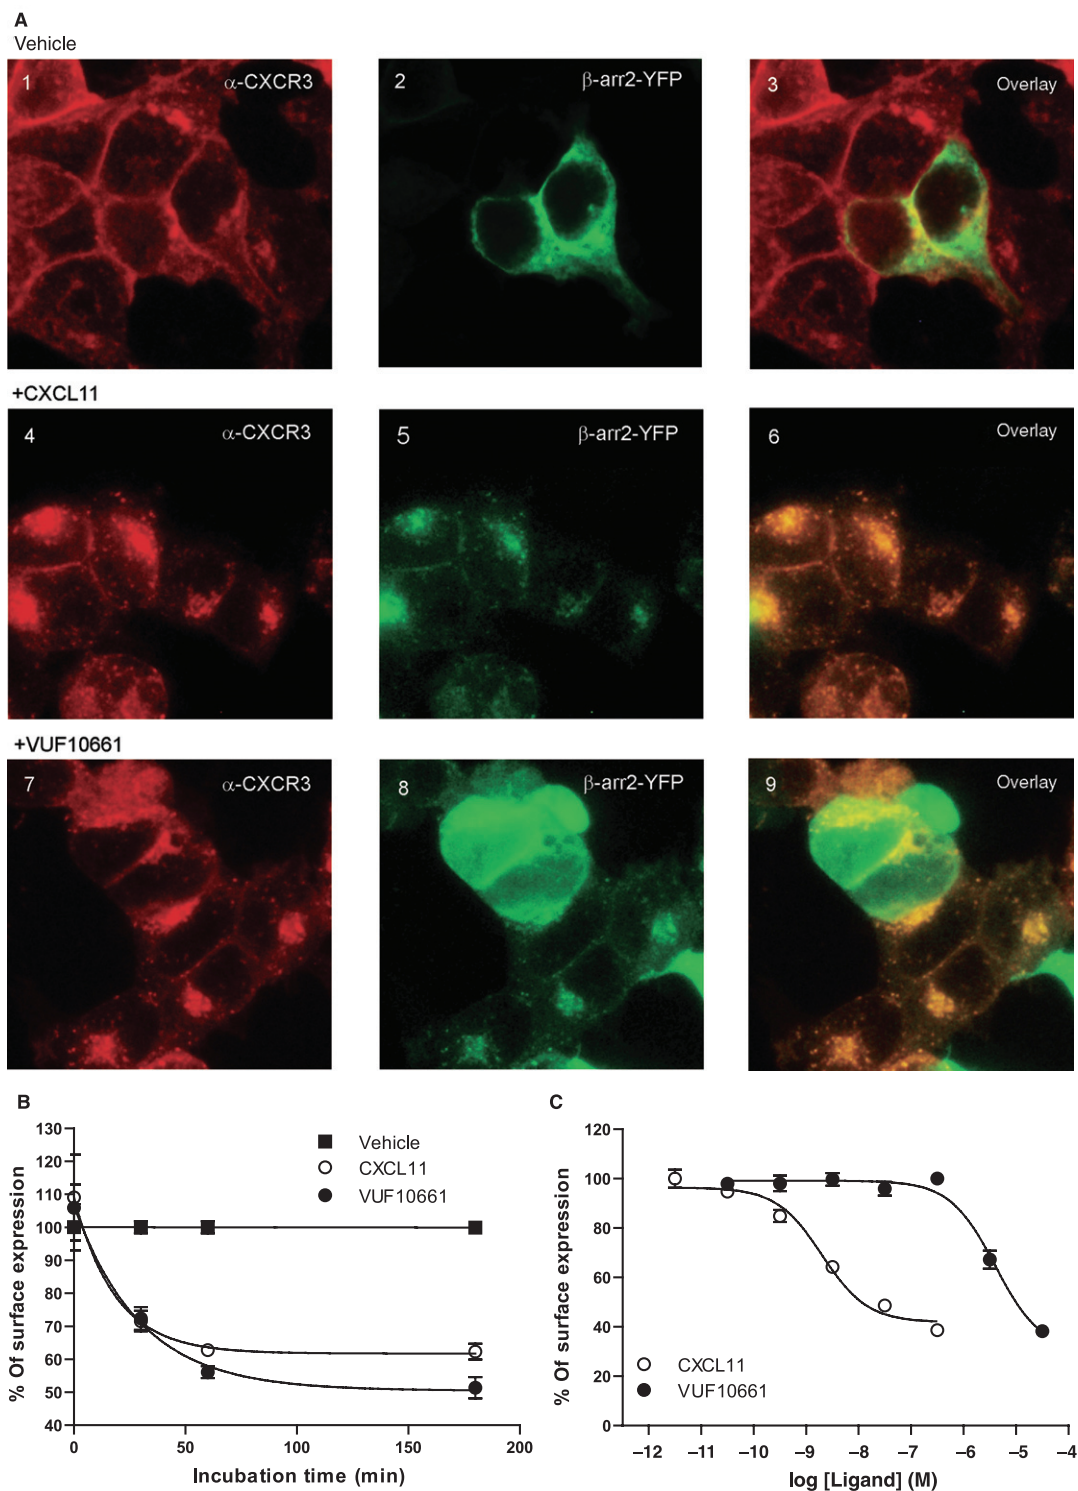 A
Vehicle
1 α-CXCR3
2 β-arr2-YFP
3 Overlay
+CXCL11
4 α-CXCR3
5 β-arr2-YFP
6 Overlay
+VUF10661
7 α-CXCR3
8 β-arr2-YFP
9 Overlay
B
130
120
110
100
90
80
70
60
50
40
% Of surface expression
Vehicle
CXCL11
VUF10661
0 50 100 150 200
Incubation time (min)
C
120
100
80
60
40
20
0
% Of surface expression
CXCL11
VUF10661
–12 –11 –10 –9 –8 –7 –6 –5 –4
log [Ligand] (M)